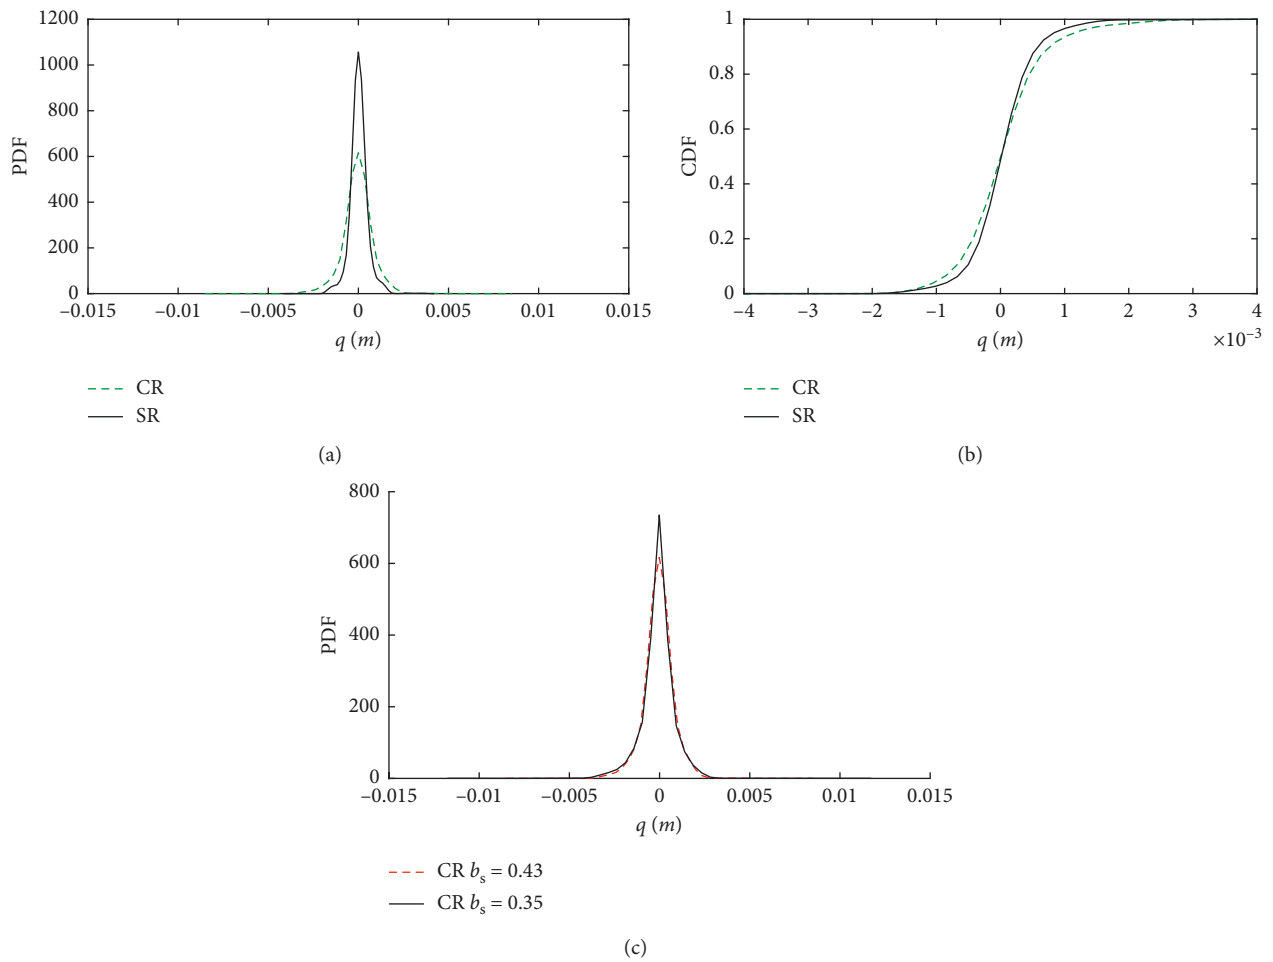 1200
1000
800
600
400
200
0
PDF
–0.015 –0.01 –0.005 0 0.005 0.01 0.015
q (m)
CR
SR
(a)
1
0.8
0.6
0.4
0.2
0
CDF
–4 –3 –2 –1 0 1 2 3 4
q (m) ×10–3
CR
SR
(b)
800
600
400
200
0
PDF
–0.015 –0.01 –0.005 0 0.005 0.01 0.015
q (m)
CR bs = 0.43
CR bs = 0.35
(c)